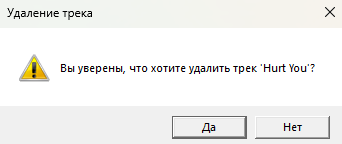 Удаление трека
Вы уверены, что хотите удалить трек 'Hurt You'?
Да
Нет